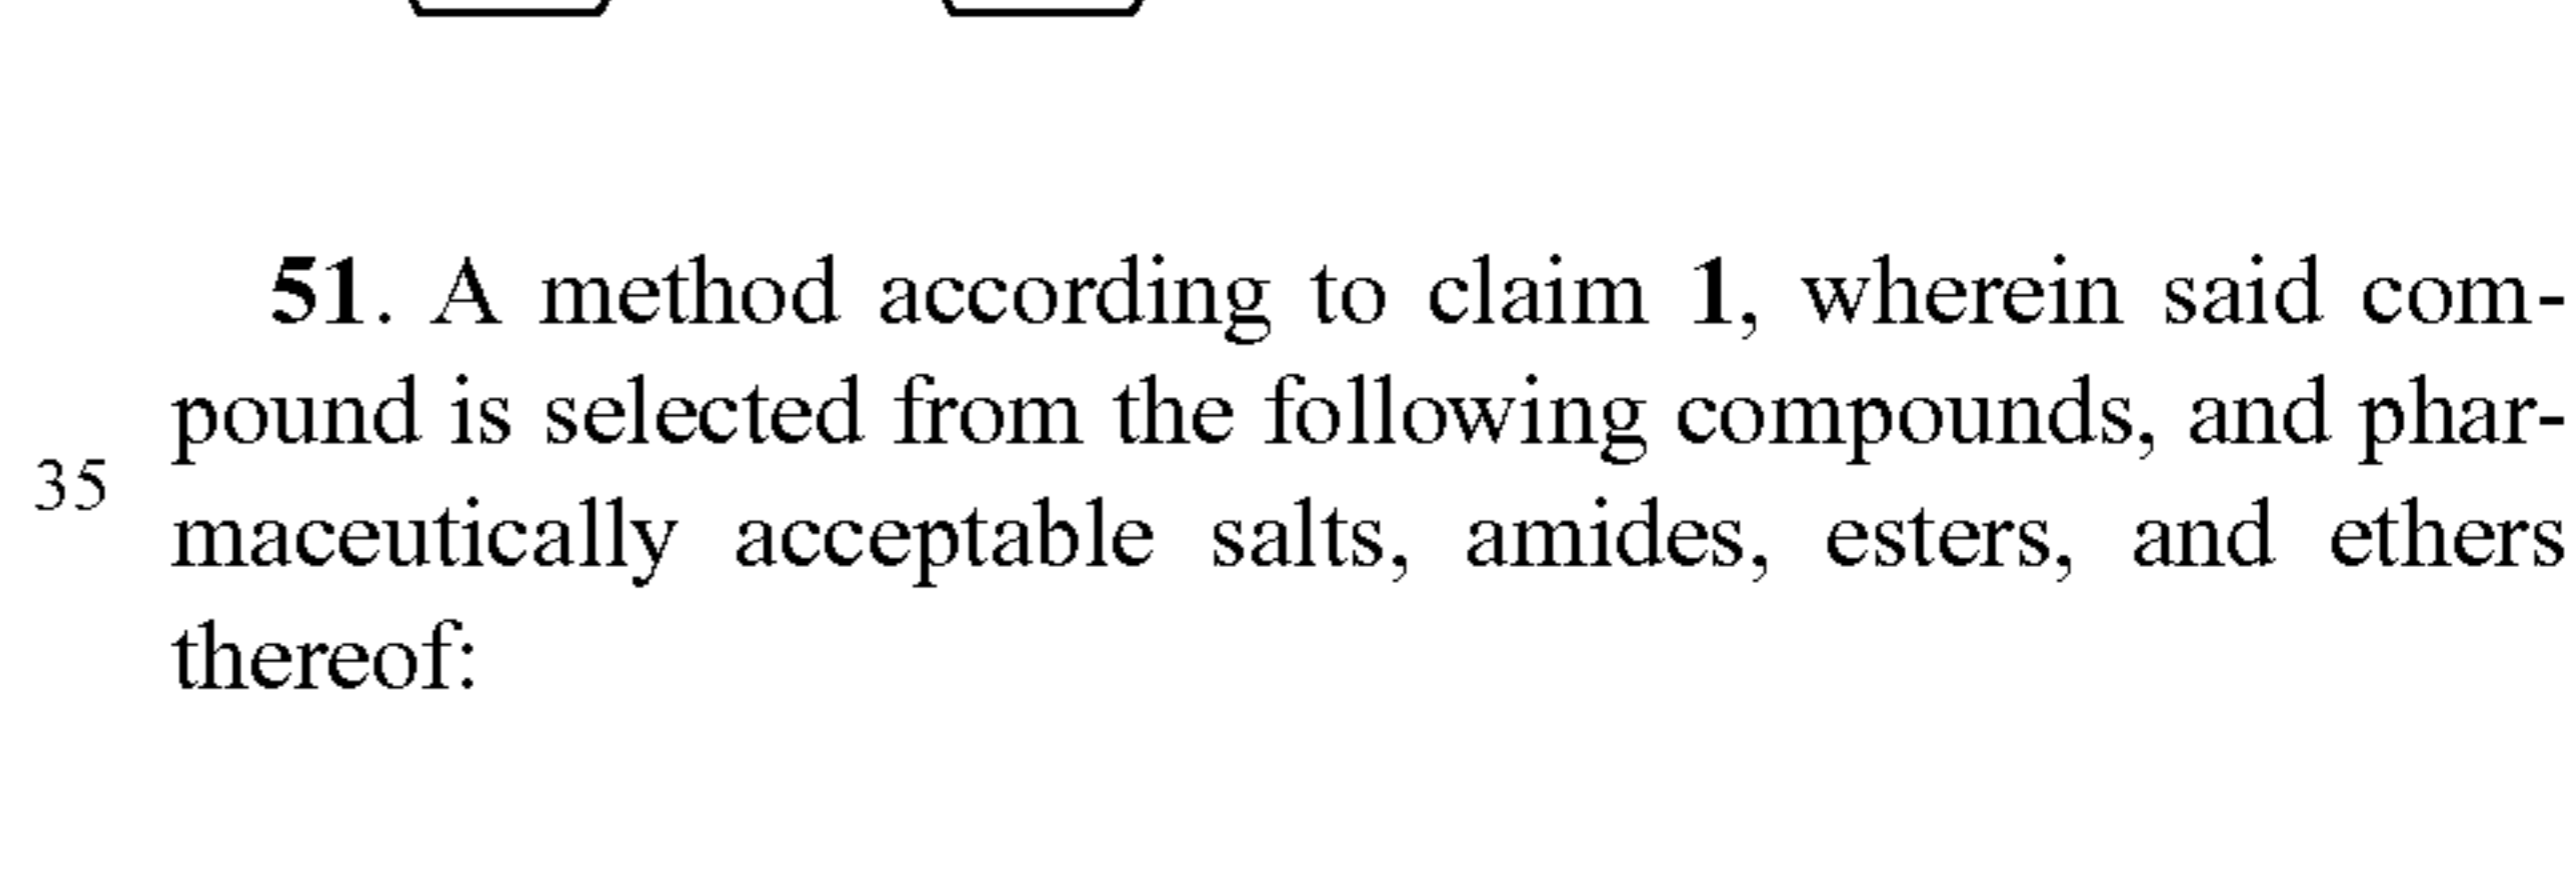 51. A method according to claim 1, wherein said com-
pound is selected from the following compounds, and phar-
35
maceutically acceptable salts, amides, esters, and ethers
thereof: